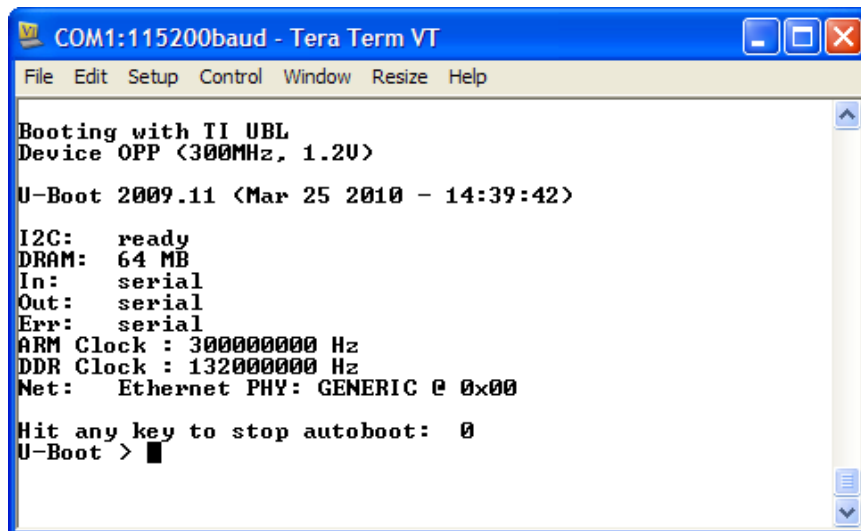 COM1:115200baud - Tera Term VT
File Edit Setup Control Window Resize Help
Booting with TI UBL
Device OPP (300MHz, 1.2V)
U-Boot 2009.11 (Mar 25 2010 - 14:39:42)
I2C:   ready
DRAM:  64 MB
In:    serial
Out:   serial
Err:   serial
ARM Clock : 300000000 Hz
DDR Clock : 132000000 Hz
Net:   Ethernet PHY: GENERIC @ 0x00
Hit any key to stop autoboot:  0
U-Boot >